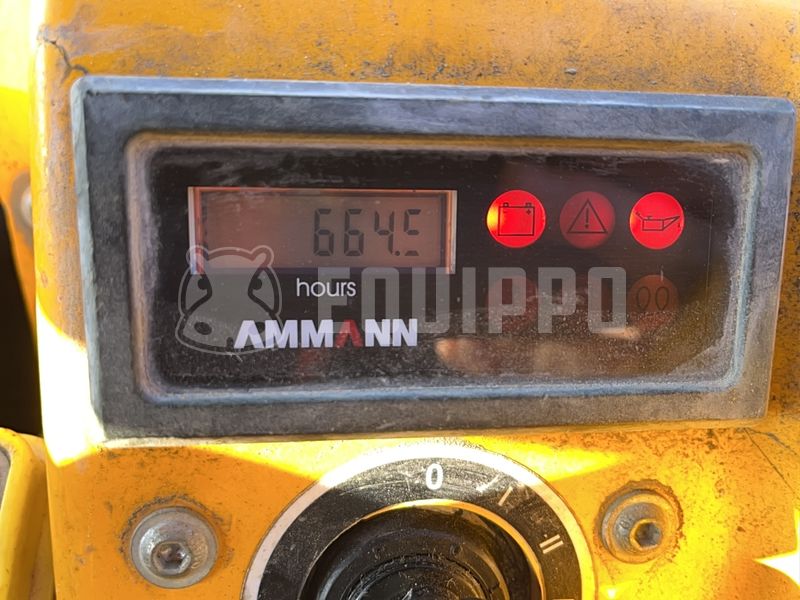 664.5
hours
EQUIPPO
AMMANN
0
I
II